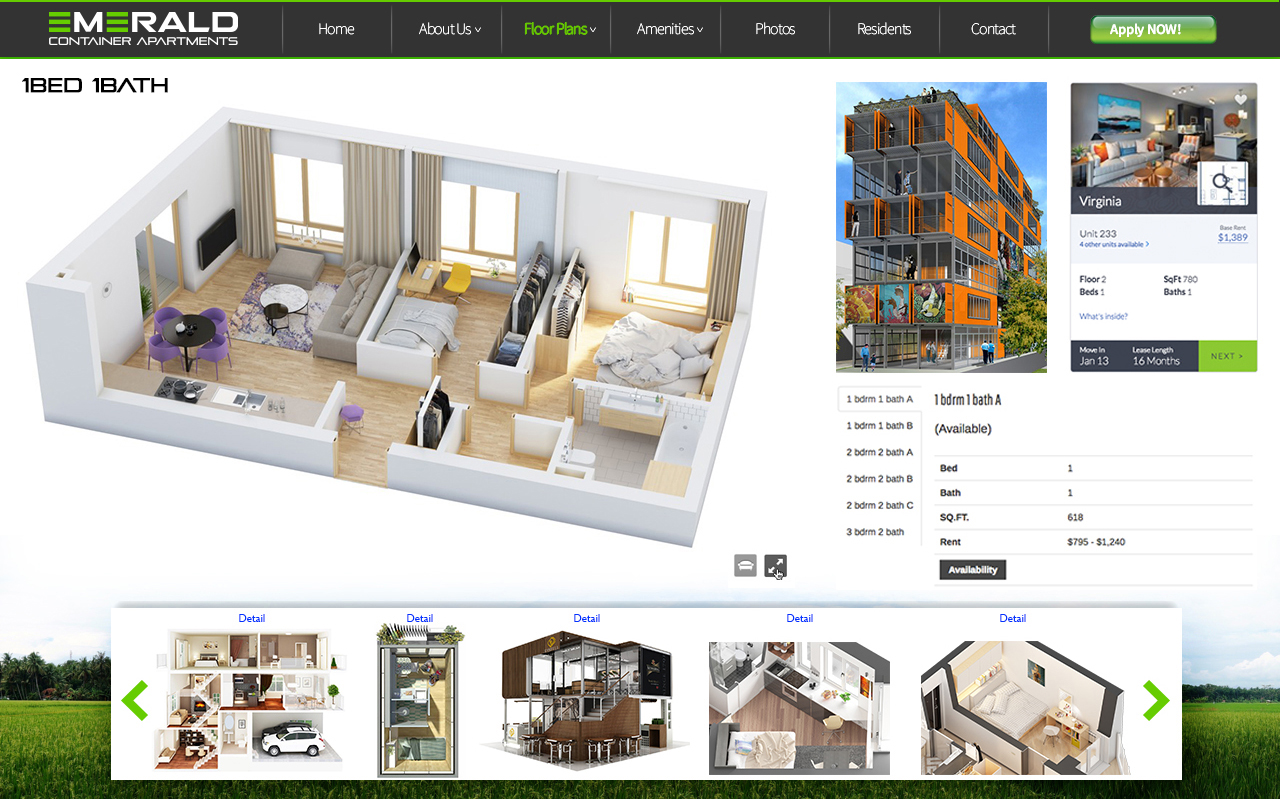 EMERALD
CONTAINER APARTMENTS
Home
About Us
Floor Plans
Amenities
Photos
Residents
Contact
Apply NOW!
1BED 1BATH
Virginia
Unit 233
Base Rent
4 other units available >
$1,389
Floor 2
SqFt 780
Beds 1
Baths 1
What's inside?
Move In
Lease Length
Jan 13
16 Months
NEXT >
1 bdrm 1 bath A
1 bdrm 1 bath B
2 bdrm 2 bath A
2 bdrm 2 bath B
2 bdrm 2 bath C
3 bdrm 2 bath
1 bdrm 1 bath A
(Available)
Bed 1
Bath 1
SQ.FT. 618
Rent $795 - $1,240
Availability
Detail
Detail
Detail
Detail
Detail